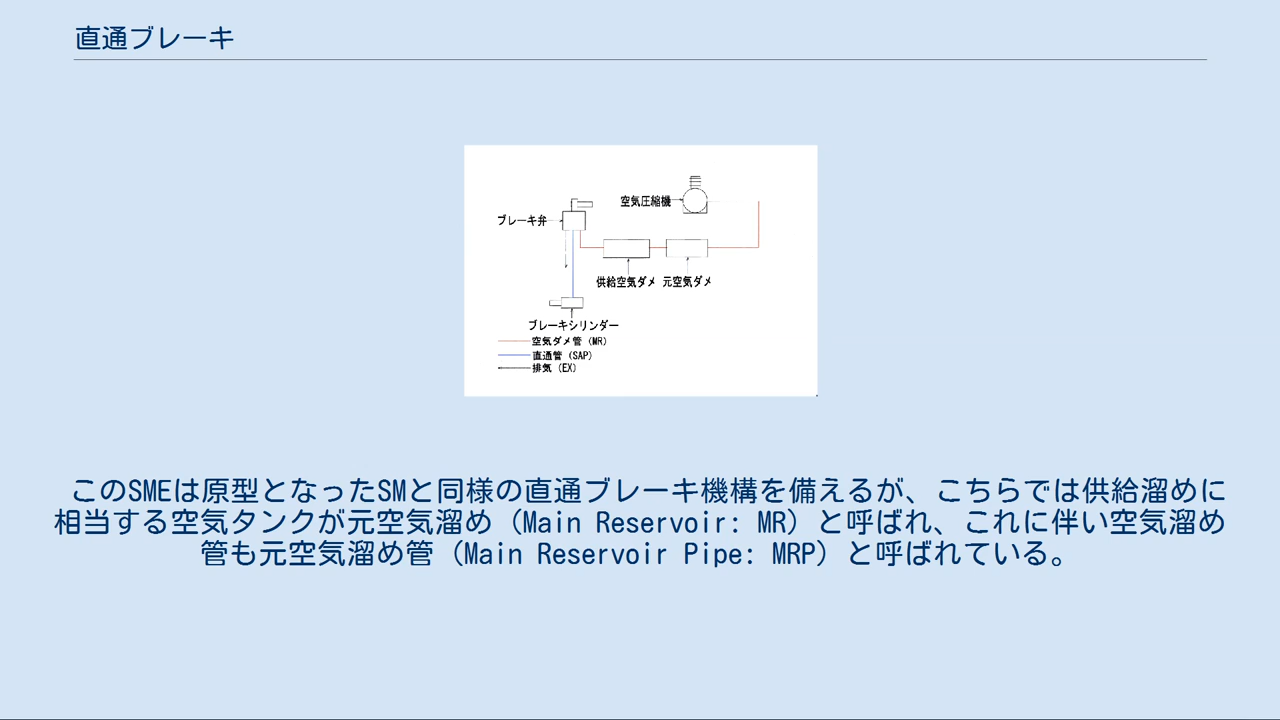 直通ブレーキ
空気圧縮機
ブレーキ弁
供給空気ダメ 元空気ダメ
ブレーキシリンダー
空気ダメ管 (MR)
直通管 (SAP)
排気 (EX)
このSMEは原型となったSMと同様の直通ブレーキ機構を備えるが、こちらでは供給溜めに
相当する空気タンクが元空気溜め（Main Reservoir: MR）と呼ばれ、これに伴い空気溜め
管も元空気溜め管（Main Reservoir Pipe: MRP）と呼ばれている。